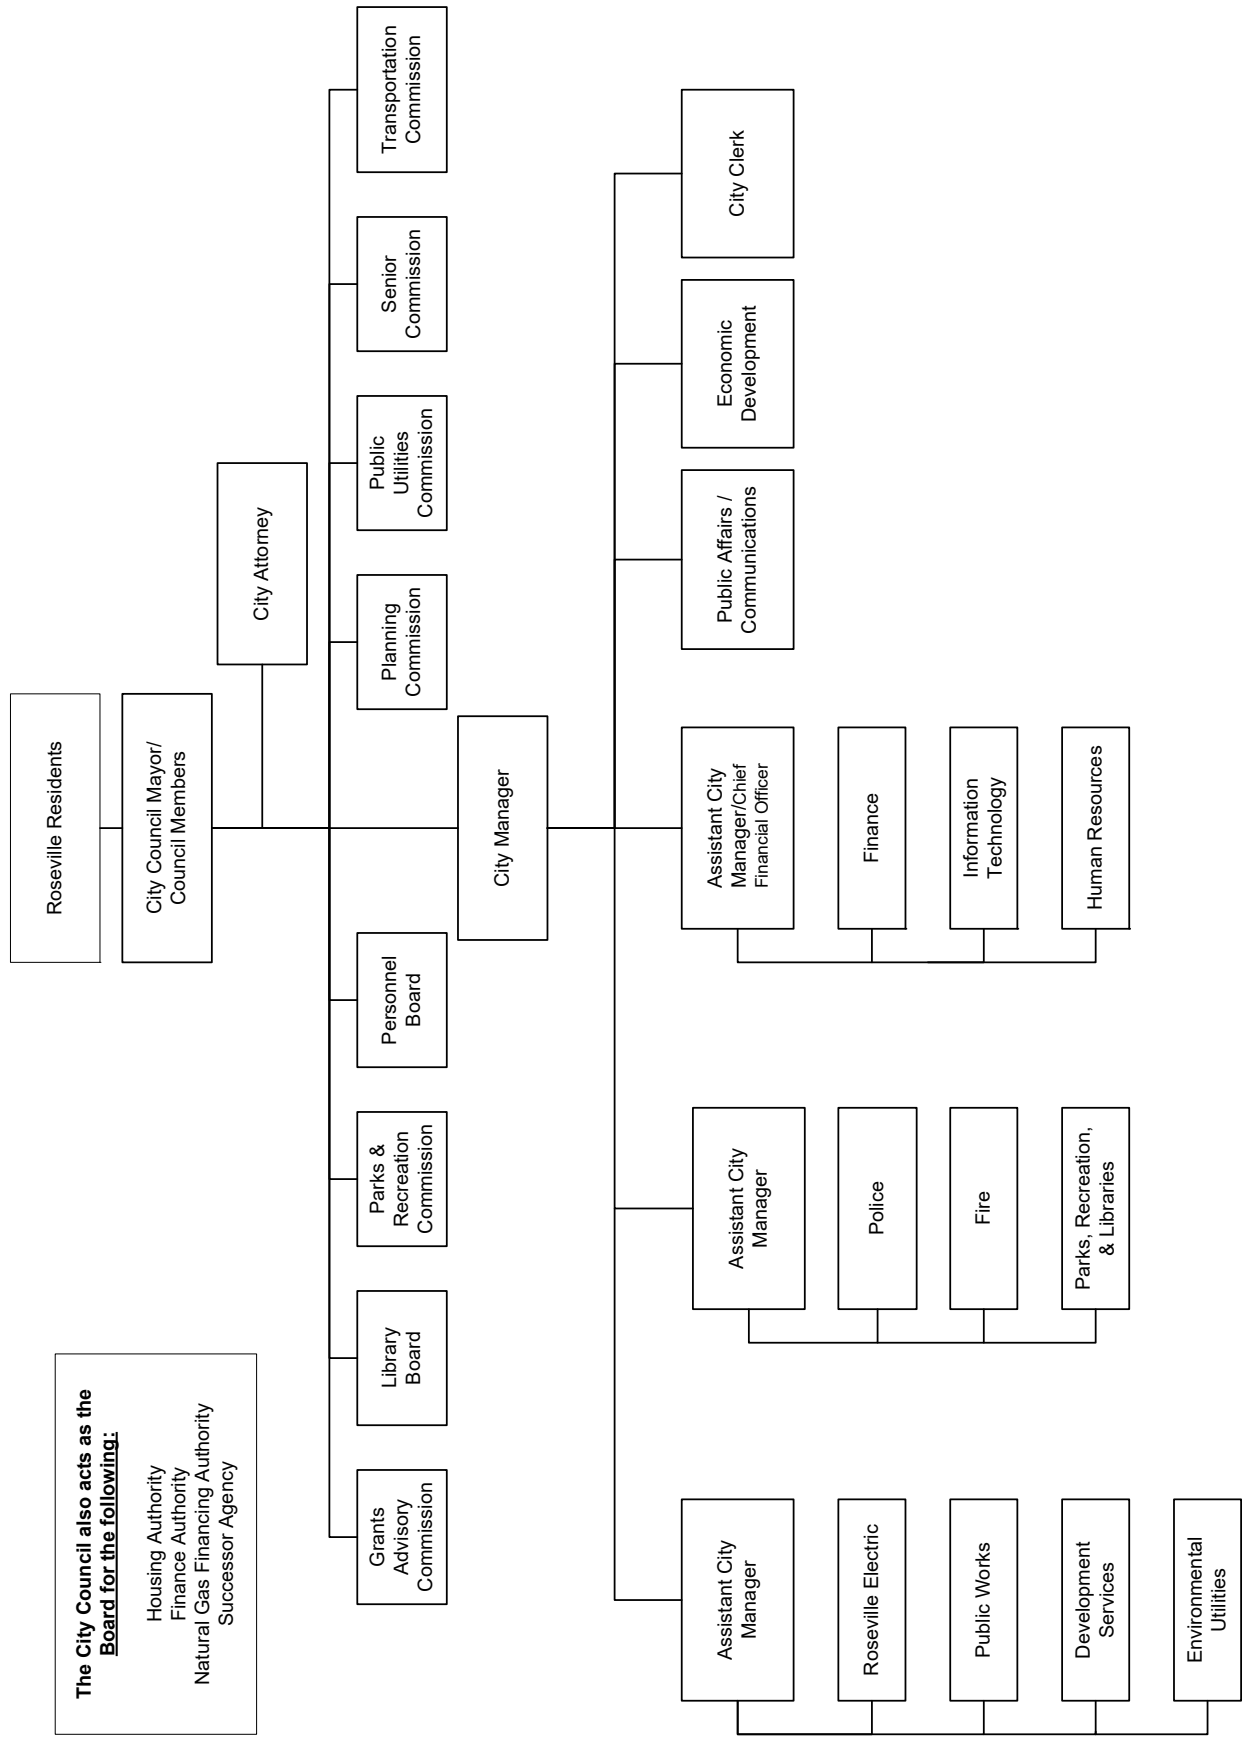 Roseville Residents
City Council Mayor/
Council Members
City Attorney
The City Council also acts as the
Board for the following:
Housing Authority
Finance Authority
Natural Gas Financing Authority
Successor Agency
Grants
Advisory
Commission
Library
Board
Parks &
Recreation
Commission
Personnel
Board
Planning
Commission
Public
Utilities
Commission
Senior
Commission
Transportation
Commission
City Manager
Assistant City
Manager
Roseville Electric
Public Works
Development
Services
Environmental
Utilities
Assistant City
Manager
Police
Fire
Parks, Recreation,
& Libraries
Assistant City
Manager/Chief
Financial Officer
Finance
Information
Technology
Human Resources
Public Affairs /
Communications
Economic
Development
City Clerk